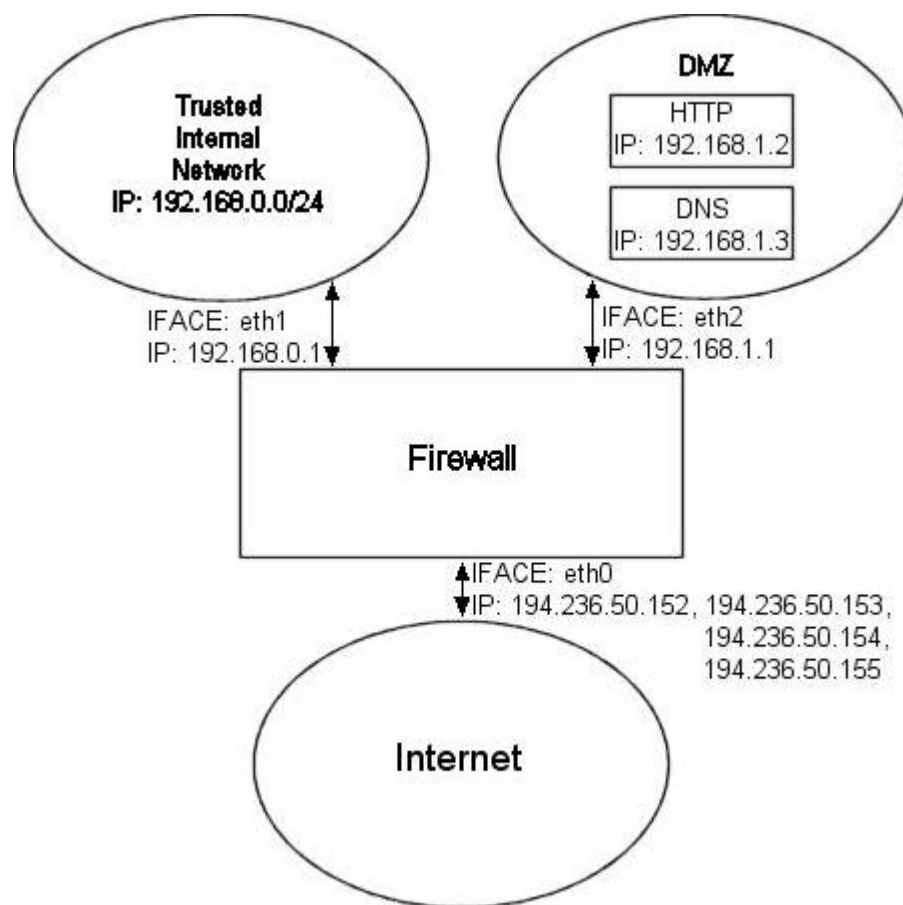 Trusted
Internal
Network
IP: 192.168.0.0/24
DMZ
HTTP
IP: 192.168.1.2
DNS
IP: 192.168.1.3
IFACE: eth1
IP: 192.168.0.1
IFACE: eth2
IP: 192.168.1.1
Firewall
IFACE: eth0
IP: 194.236.50.152, 194.236.50.153,
194.236.50.154,
194.236.50.155
Internet